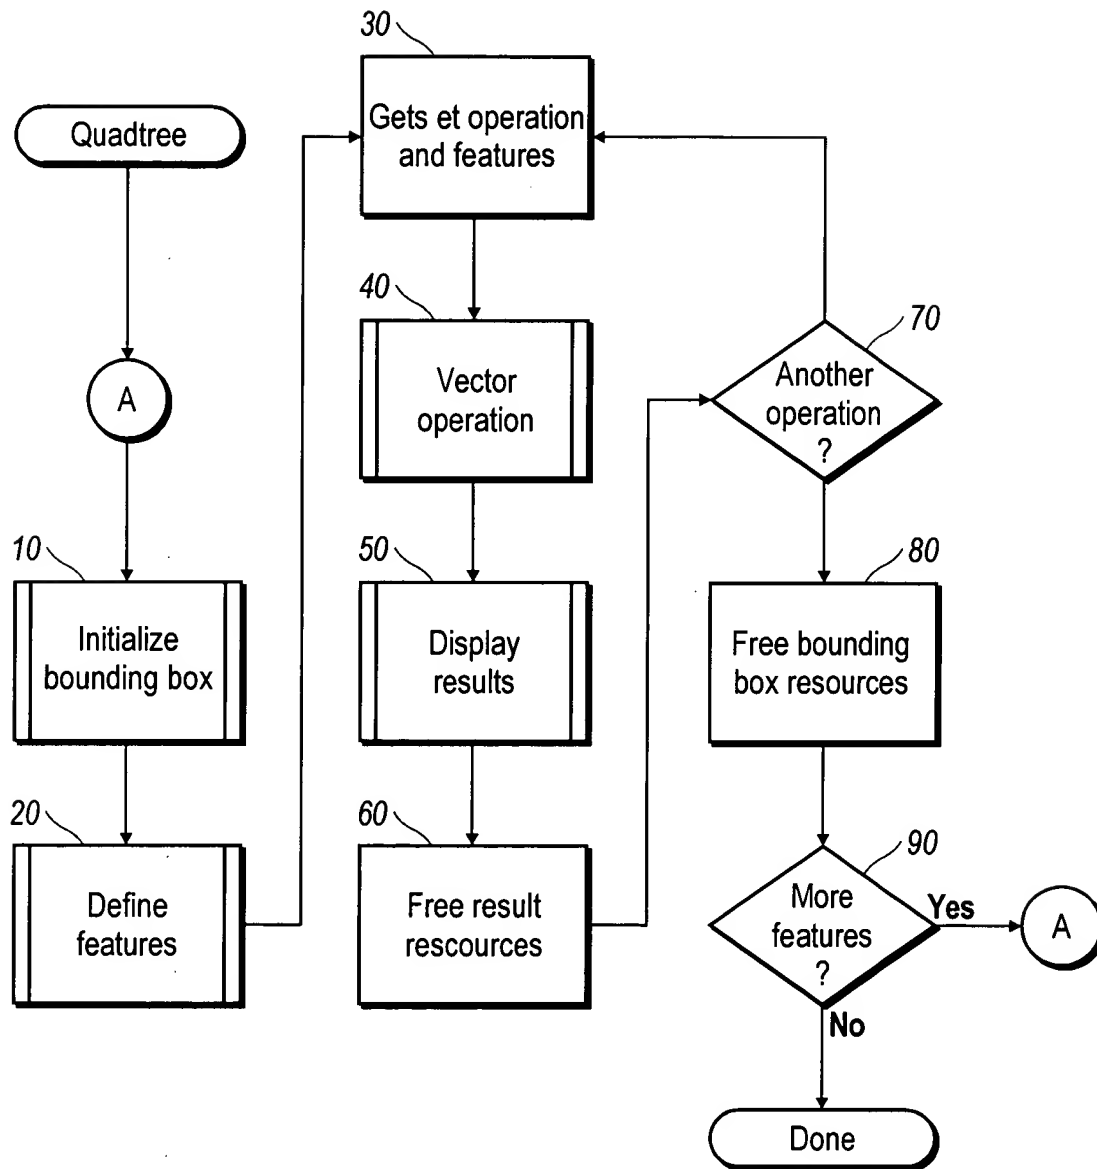 Quadtree
A
10
Initialize
bounding box
20
Define
features
30
Gets et operation
and features
40
Vector
operation
50
Display
results
60
Free result
rescources
70
Another
operation
?
80
Free bounding
box resources
90
More
features
?
Yes
A
No
Done